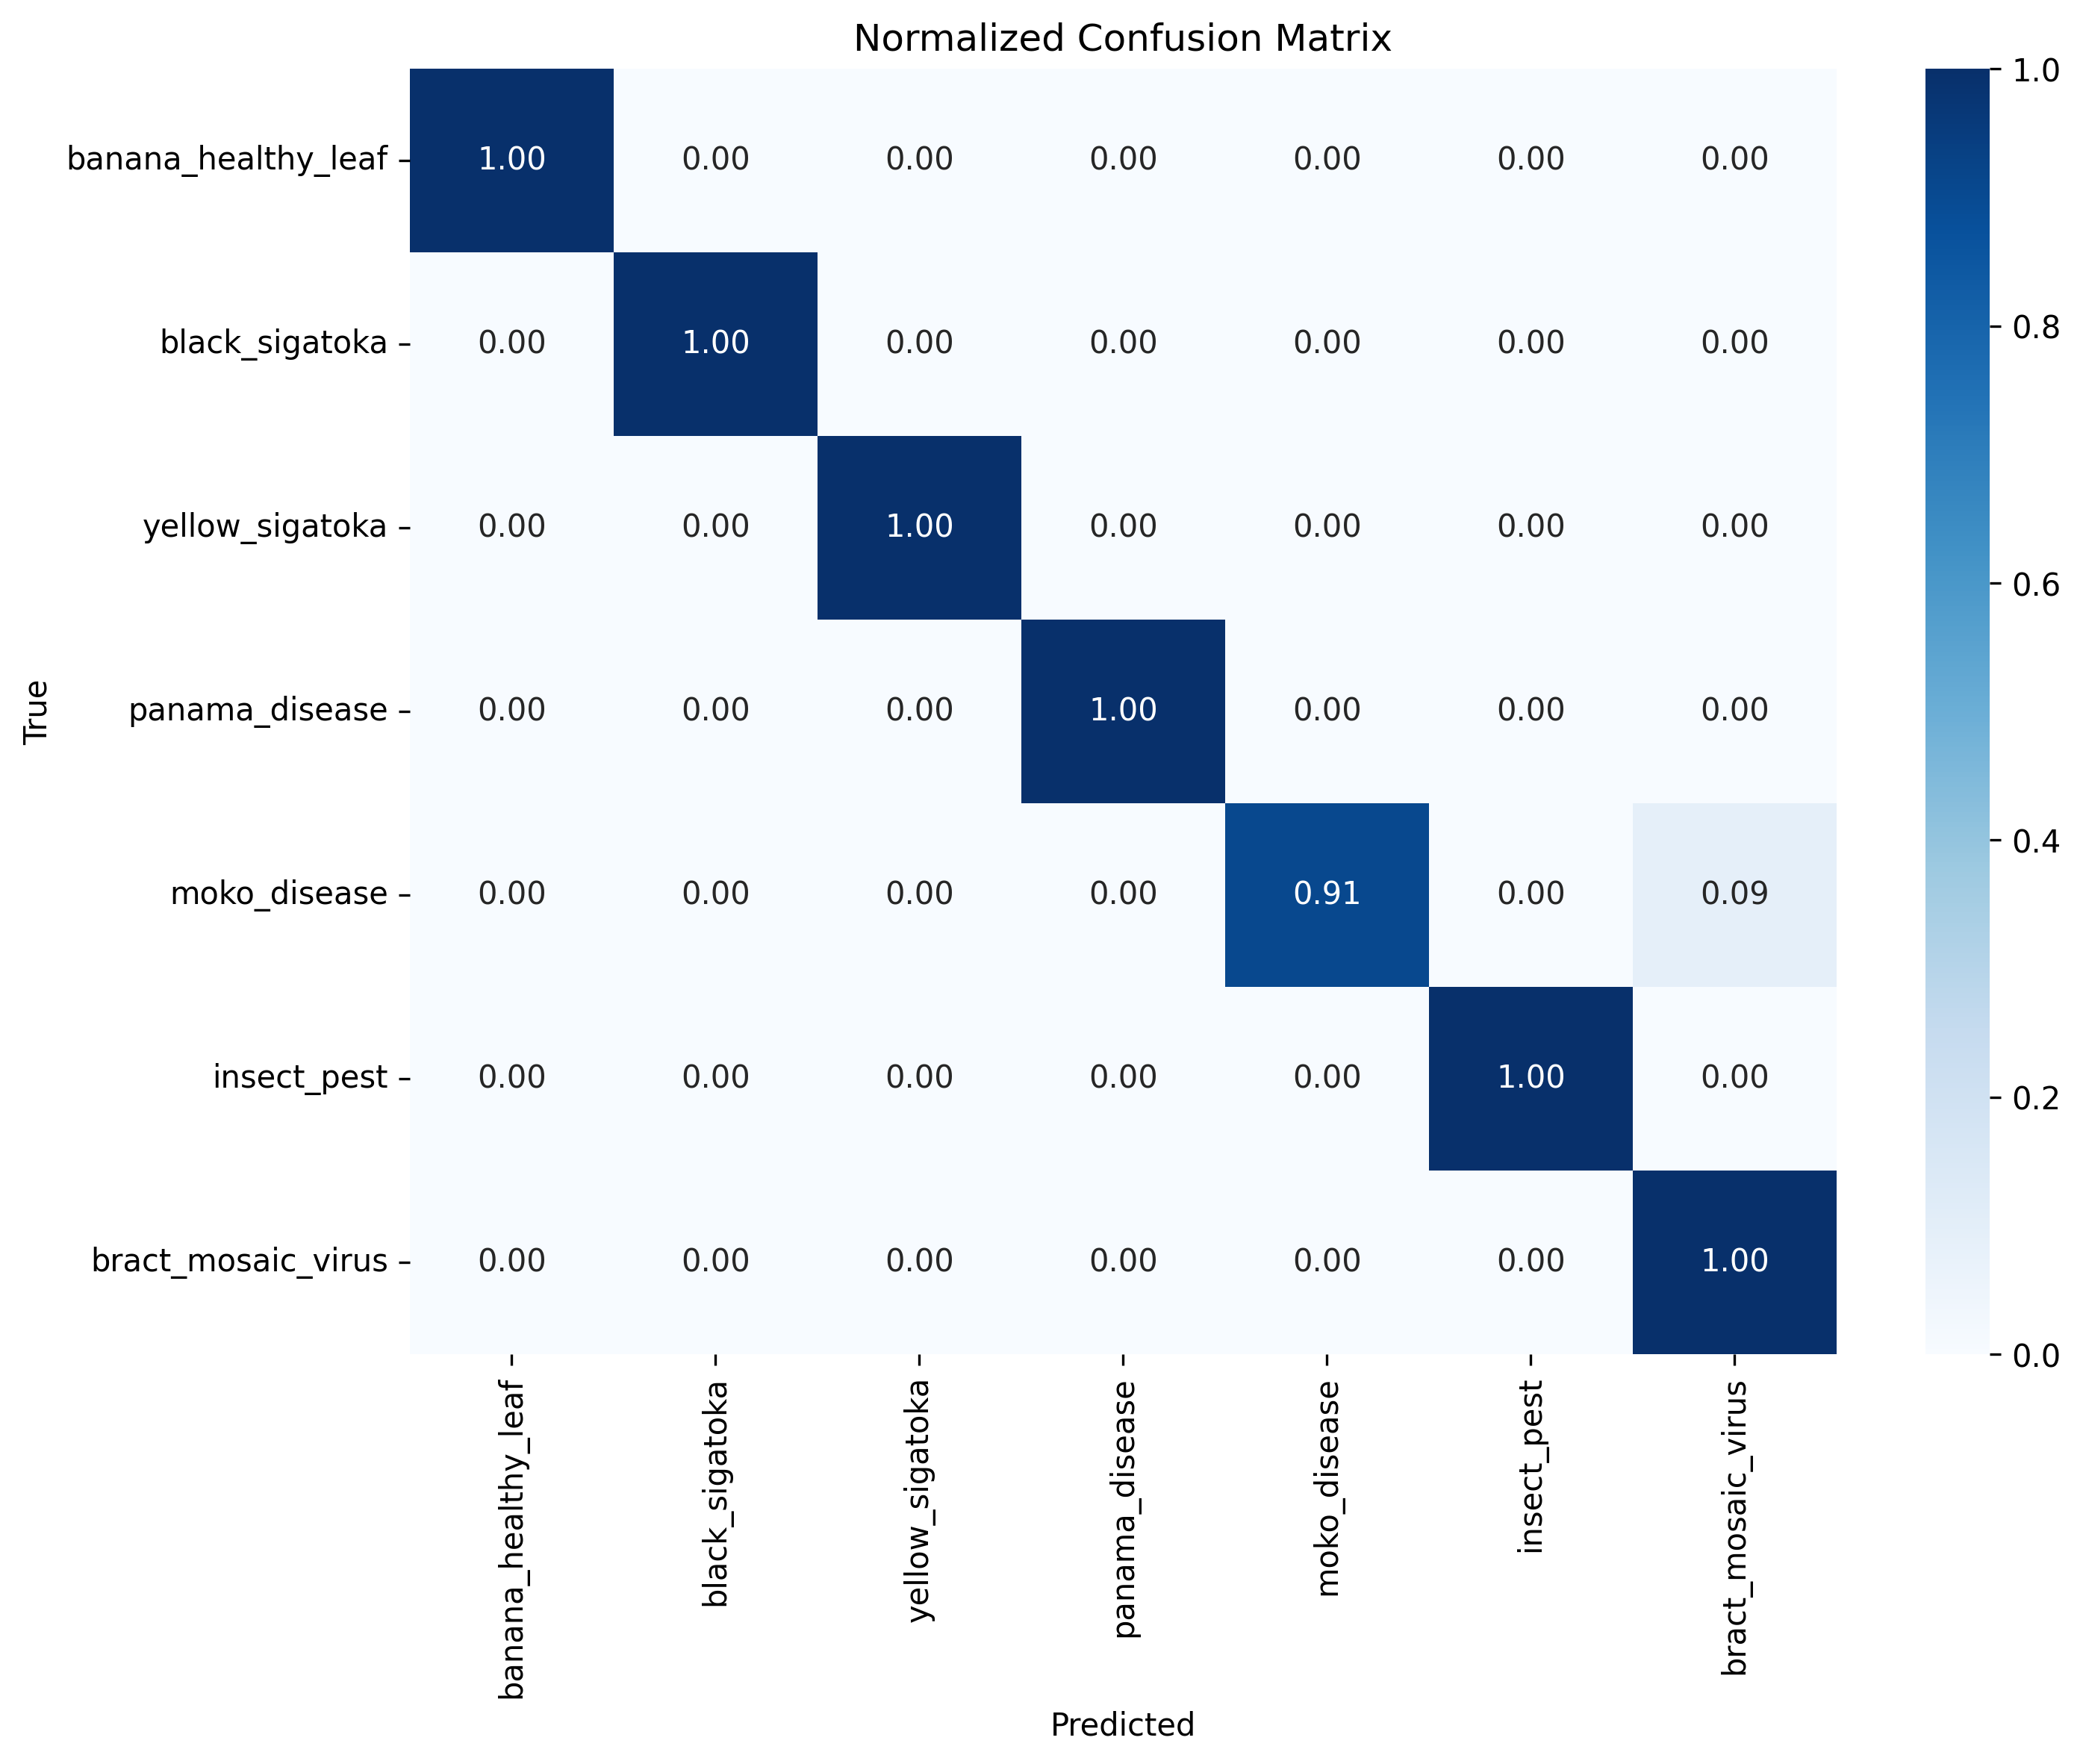 Normalized Confusion Matrix
banana_healthy_leaf 1.00 0.00 0.00 0.00 0.00 0.00 0.00
black_sigatoka 0.00 1.00 0.00 0.00 0.00 0.00 0.00
yellow_sigatoka 0.00 0.00 1.00 0.00 0.00 0.00 0.00
panama_disease 0.00 0.00 0.00 1.00 0.00 0.00 0.00
moko_disease 0.00 0.00 0.00 0.00 0.91 0.00 0.09
insect_pest 0.00 0.00 0.00 0.00 0.00 1.00 0.00
bract_mosaic_virus 0.00 0.00 0.00 0.00 0.00 0.00 1.00
True
banana_healthy_leaf
black_sigatoka
yellow_sigatoka
panama_disease
moko_disease
insect_pest
bract_mosaic_virus
Predicted
1.0
0.8
0.6
0.4
0.2
0.0